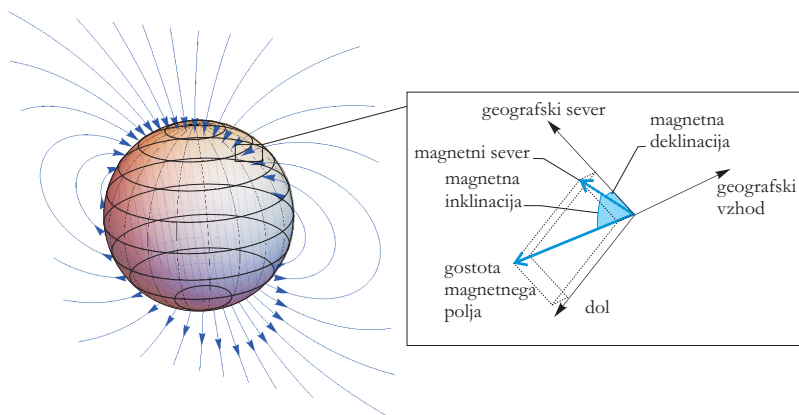 geografski sever
magnetna
deklinacija
magnetni sever
magnetna
inklinacija
geografski
vzhod
gostota
magnetnega
polja
dol